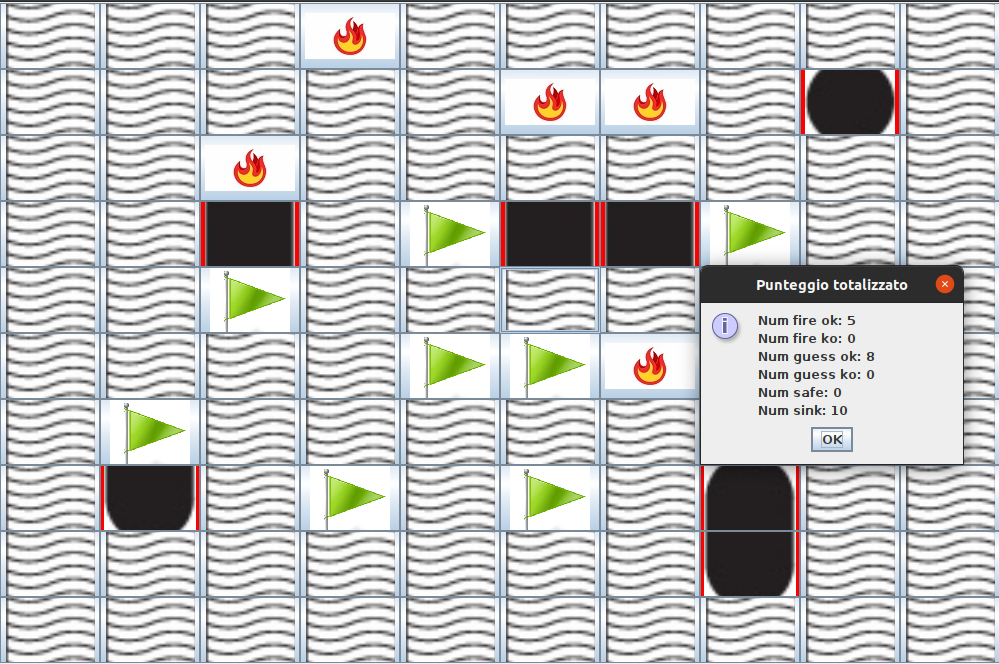 Punteggio totalizzato
Num fire ok: 5
Num fire ko: 0
Num guess ok: 8
Num guess ko: 0
Num safe: 0
Num sink: 10
OK